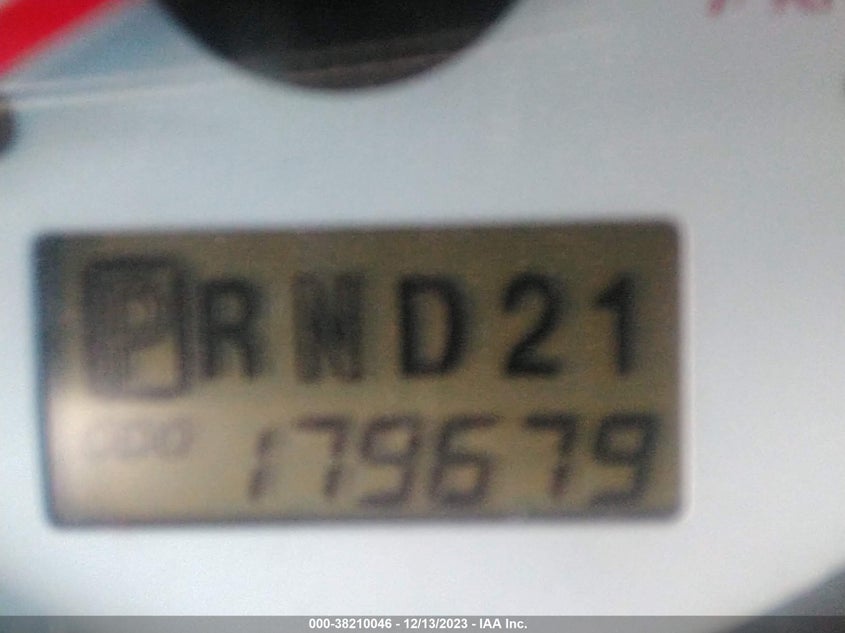 PRND21
ODO 179679
000-38210046 - 12/13/2023 - IAA Inc.